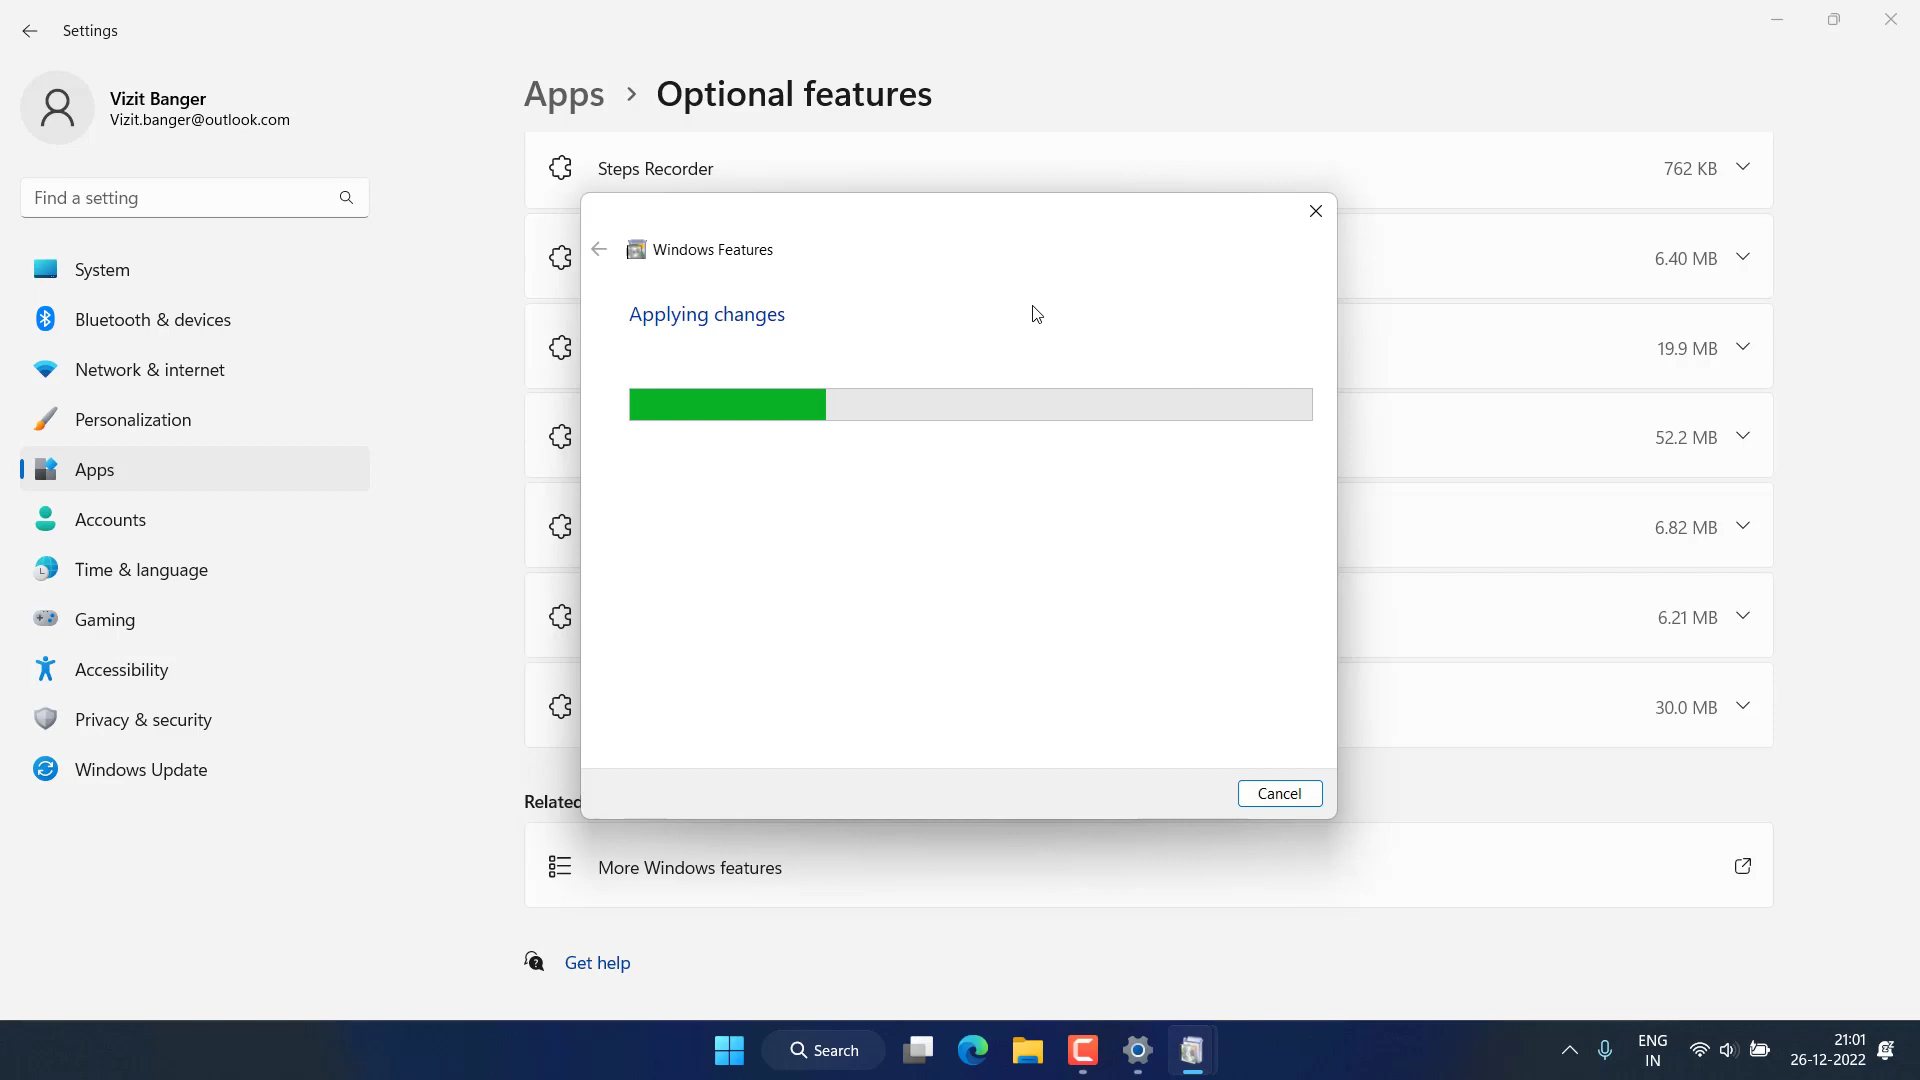 Settings
Vizit Banger
Vizit.banger@outlook.com
Find a setting
System
Bluetooth & devices
Network & internet
Personalization
Apps
Accounts
Time & language
Gaming
Accessibility
Privacy & security
Windows Update
Apps > Optional features
Steps Recorder 762 KB
6.40 MB
19.9 MB
52.2 MB
6.82 MB
6.21 MB
30.0 MB
Windows Features
Applying changes
Cancel
Related
More Windows features
Get help
Search
ENG
IN
21:01
26-12-2022